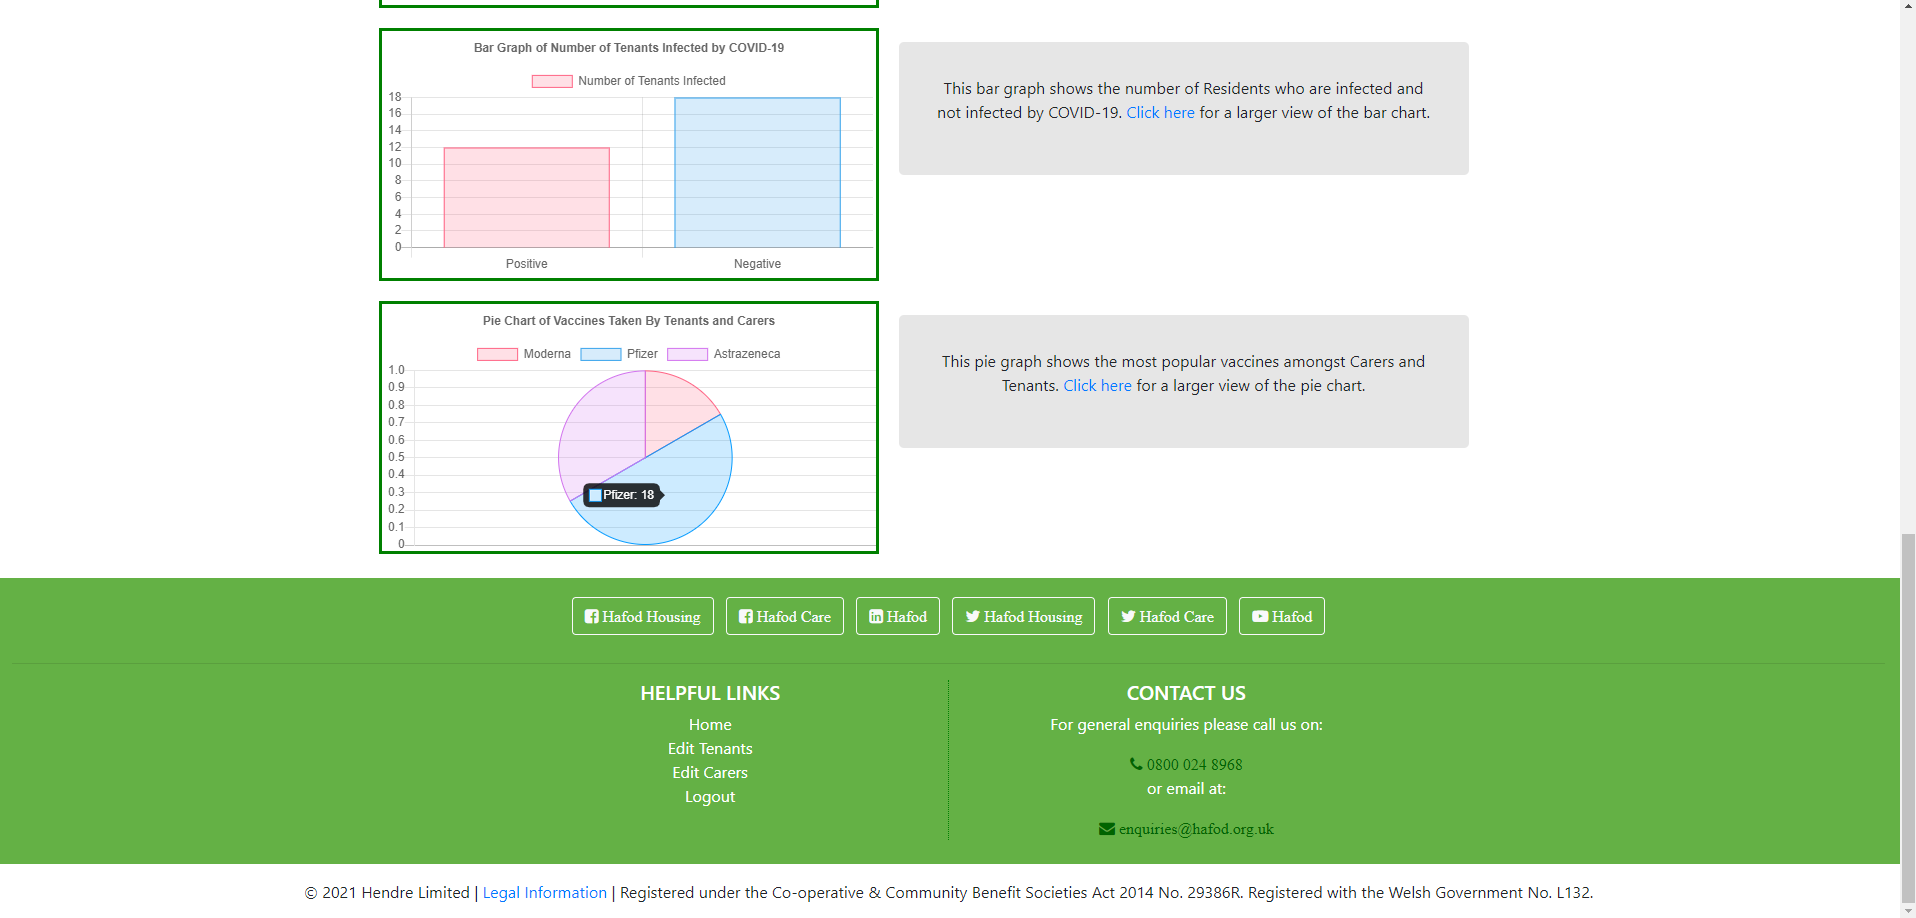 Bar Graph of Number of Tenants Infected by COVID-19
Number of Tenants Infected
18
16
14
12
10
8
6
4
2
0
Positive Negative
This bar graph shows the number of Residents who are infected and
not infected by COVID-19. Click here for a larger view of the bar chart.
Pie Chart of Vaccines Taken By Tenants and Carers
Moderna Pfizer Astrazeneca
1.0
0.9
0.8
0.7
0.6
0.5
0.4
0.3
0.2
0.1
0
Pfizer: 18
This pie graph shows the most popular vaccines amongst Carers and
Tenants. Click here for a larger view of the pie chart.
Hafod Housing Hafod Care Hafod Hafod Housing Hafod Care Hafod
HELPFUL LINKS
Home
Edit Tenants
Edit Carers
Logout
CONTACT US
For general enquiries please call us on:
0800 024 8968
or email at:
enquiries@hafod.org.uk
© 2021 Hendre Limited | Legal Information | Registered under the Co-operative & Community Benefit Societies Act 2014 No. 29386R. Registered with the Welsh Government No. L132.